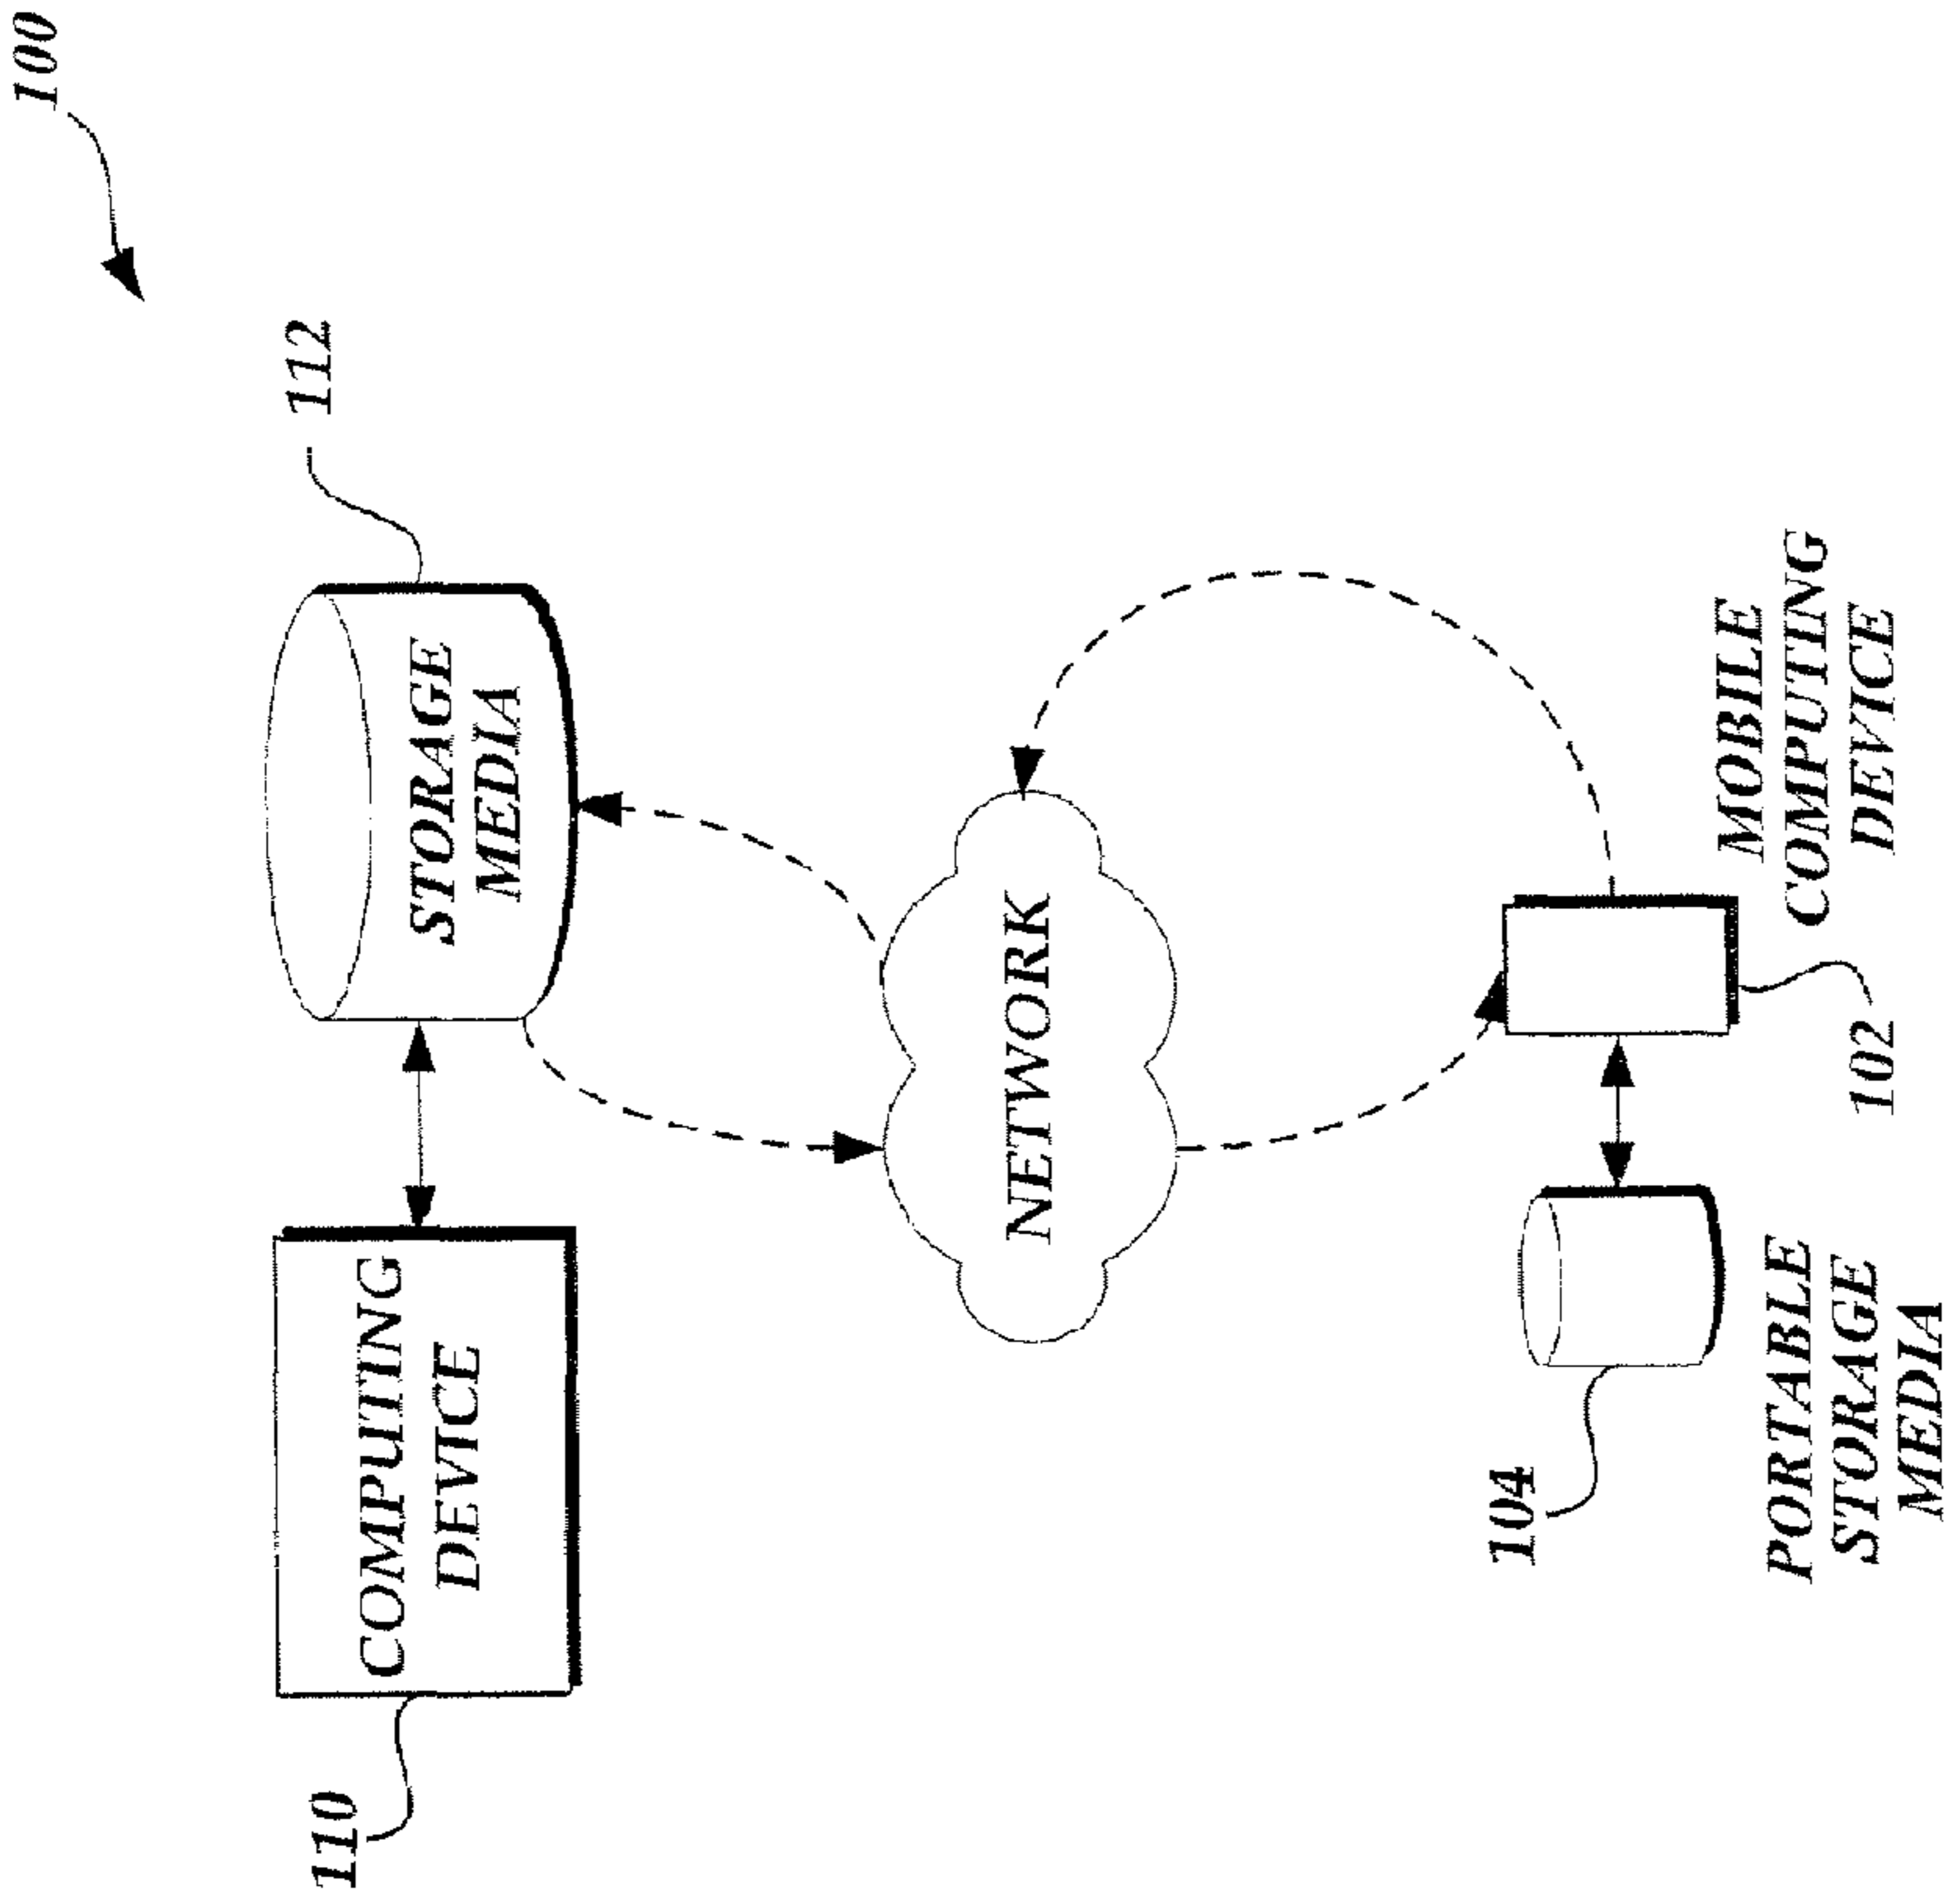 100
112
STORAGE
MEDIA
COMPUTING
DEVICE
110
NETWORK
MOBILE
COMPUTING
DEVICE
102
104
PORTABLE
STORAGE
MEDIA